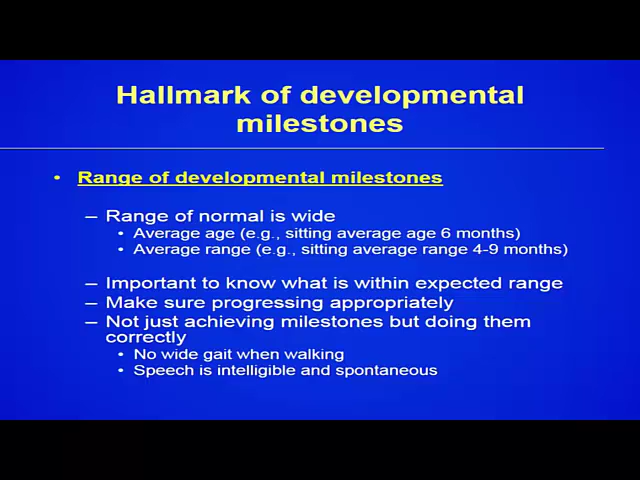 Hallmark of developmental
milestones
• Range of developmental milestones
– Range of normal is wide
• Average age (e.g., sitting average age 6 months)
• Average range (e.g., sitting average range 4-9 months)
– Important to know what is within expected range
– Make sure progressing appropriately
– Not just achieving milestones but doing them
correctly
• No wide gait when walking
• Speech is intelligible and spontaneous